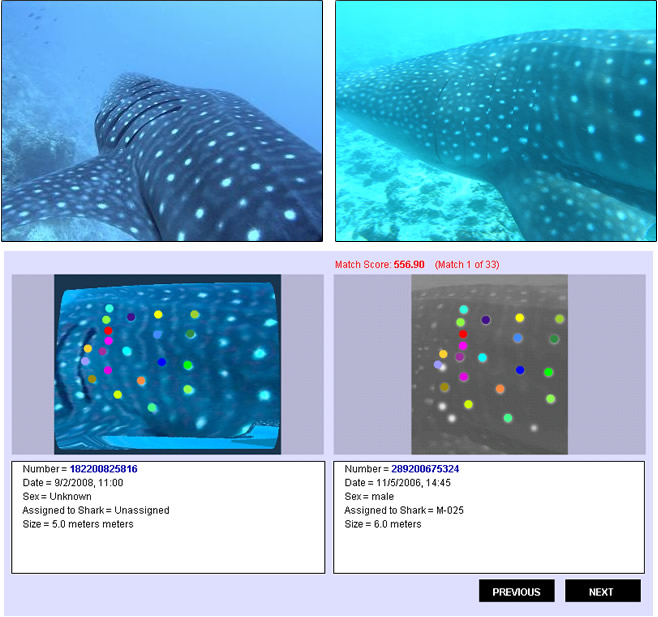 Match Score: 556.90 (Match 1 of 33)
Number = 182200825816
Date = 9/2/2008, 11:00
Sex = Unknown
Assigned to Shark = Unassigned
Size = 5.0 meters meters
Number = 289200675324
Date = 11/5/2006, 14:45
Sex = male
Assigned to Shark = M-025
Size = 6.0 meters
PREVIOUS
NEXT